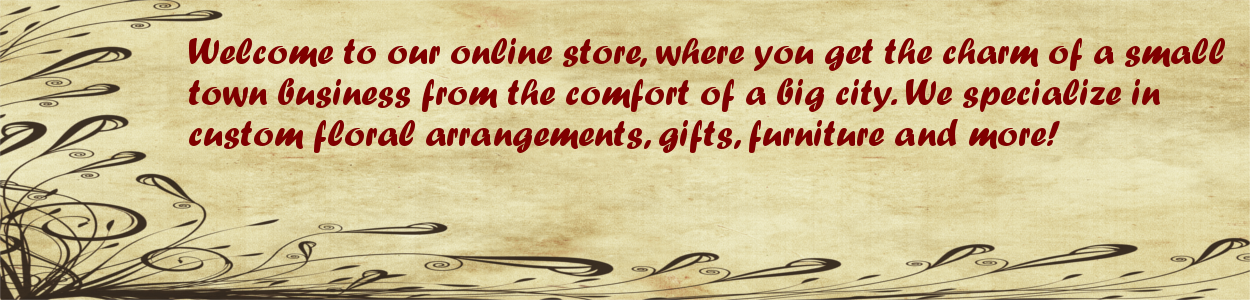 Welcome to our online store, where you get the charm of a small
town business from the comfort of a big city. We specialize in
custom floral arrangements, gifts, furniture and more!